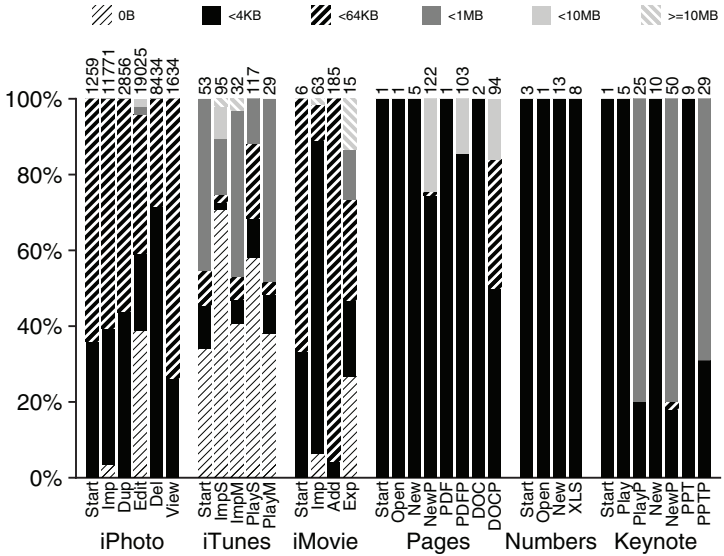 0B <4KB <64KB <1MB <10MB >=10MB
1259 11771 2856 19025 8434 1634 53 95 32 117 29 6 63 185 15 1 1 5 122 1 103 2 94 3 1 13 8 1 5 25 10 50 9 29
100%
80%
60%
40%
20%
0%
Start Imp Dup Edit Del View Start ImpS ImpM PlayS PlayM Start Imp Add Exp Start Open New NewP PDF PDFP DOC DOCP Start Open New XLS Start Play PlayP New NewP PPT PPTP
iPhoto iTunes iMovie Pages Numbers Keynote